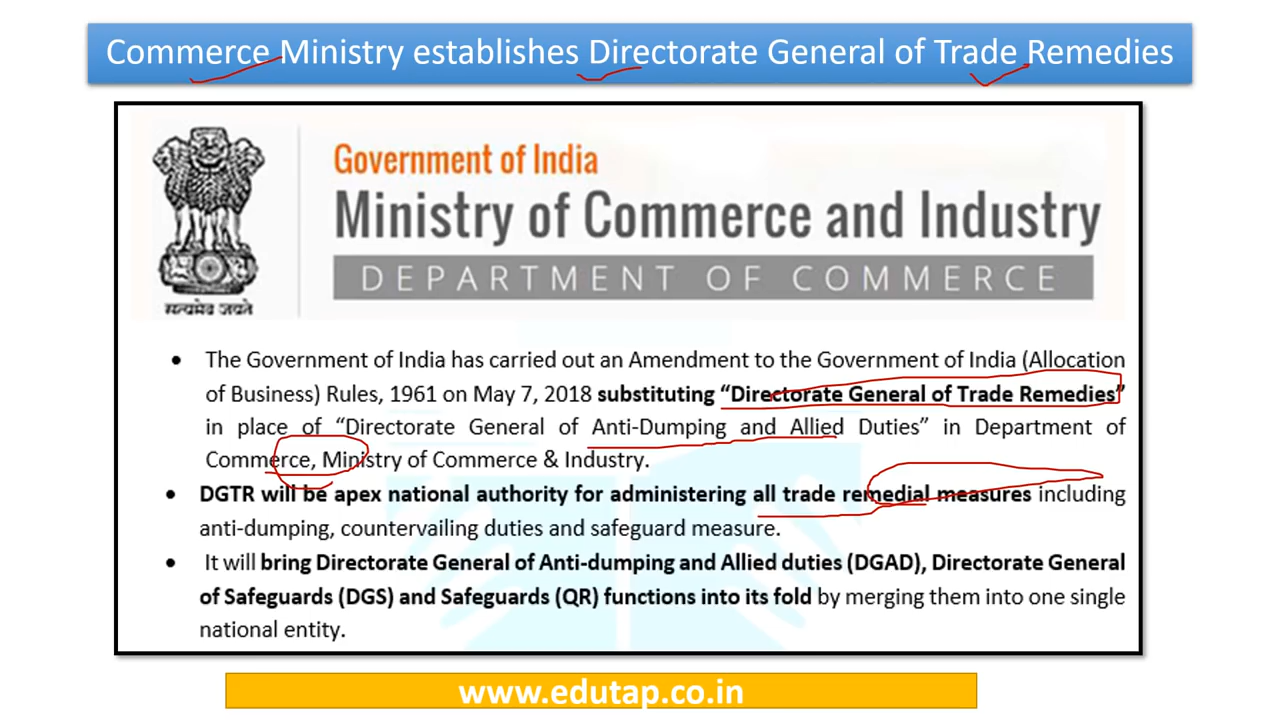 Commerce Ministry establishes Directorate General of Trade Remedies
Government of India
Ministry of Commerce and Industry
DEPARTMENT OF COMMERCE
सत्यमेव जयते
• The Government of India has carried out an Amendment to the Government of India (Allocation
of Business) Rules, 1961 on May 7, 2018 substituting “Directorate General of Trade Remedies”
in place of “Directorate General of Anti-Dumping and Allied Duties” in Department of
Commerce, Ministry of Commerce & Industry.
• DGTR will be apex national authority for administering all trade remedial measures including
anti-dumping, countervailing duties and safeguard measure.
• It will bring Directorate General of Anti-dumping and Allied duties (DGAD), Directorate General
of Safeguards (DGS) and Safeguards (QR) functions into its fold by merging them into one single
national entity.
www.edutap.co.in